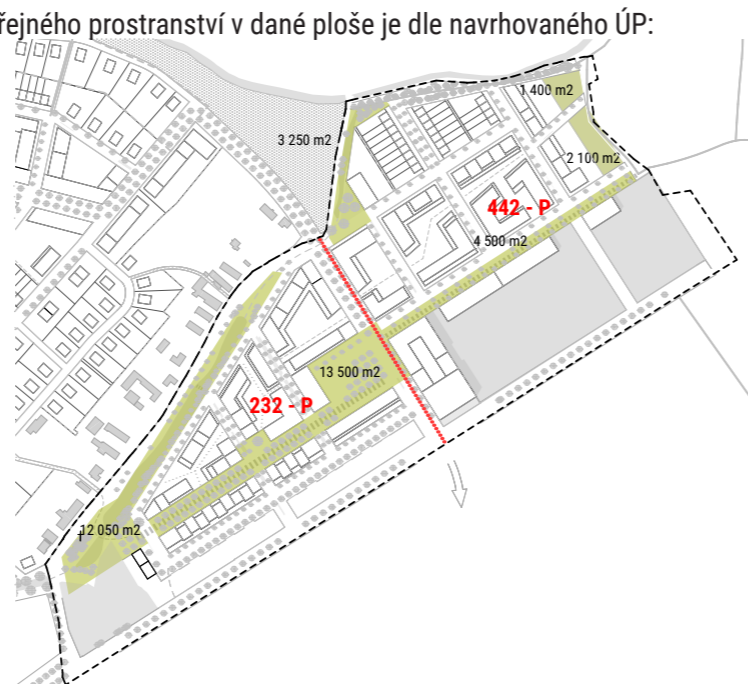 řejného prostranství v dané ploše je dle navrhovaného ÚP:
1 400 m2
3 250 m2
2 100 m2
442 - P
4 500 m2
13 500 m2
232 - P
12 050 m2